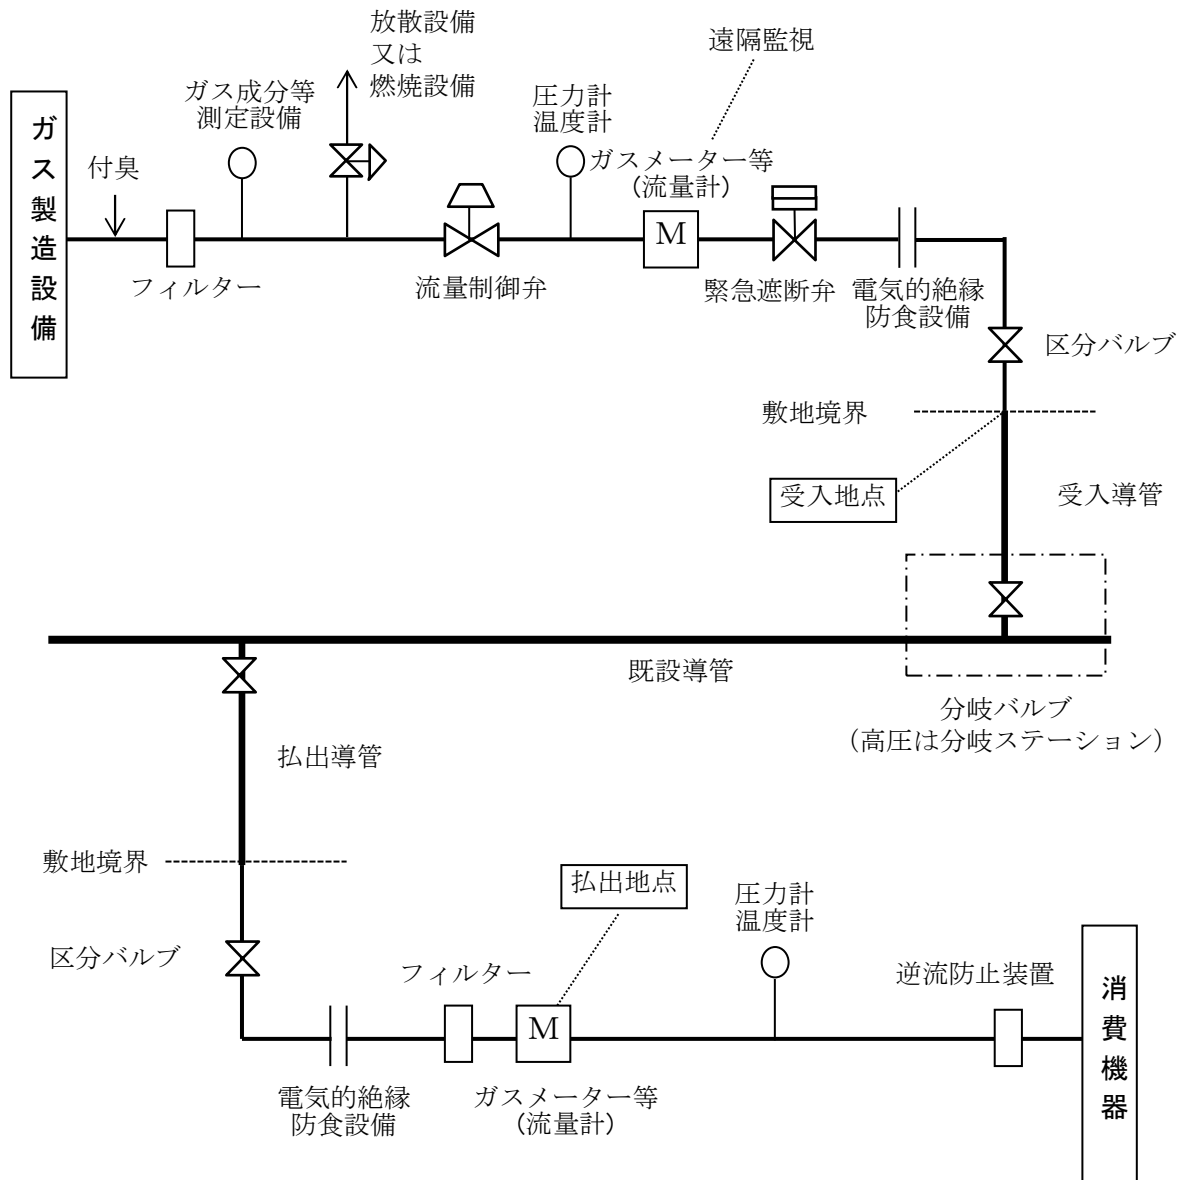 放散設備
又は
燃焼設備
遠隔監視
ガス成分等
測定設備
圧力計
温度計
ガス製造設備
付臭
ガスメーター等
(流量計)
M
フィルター
流量制御弁
緊急遮断弁
電気的絶縁
防食設備
区分バルブ
敷地境界
受入地点
受入導管
既設導管
分岐バルブ
（高圧は分岐ステーション）
払出導管
敷地境界
払出地点
圧力計
温度計
区分バルブ
フィルター
逆流防止装置
消費機器
M
電気的絶縁
防食設備
ガスメーター等
(流量計)